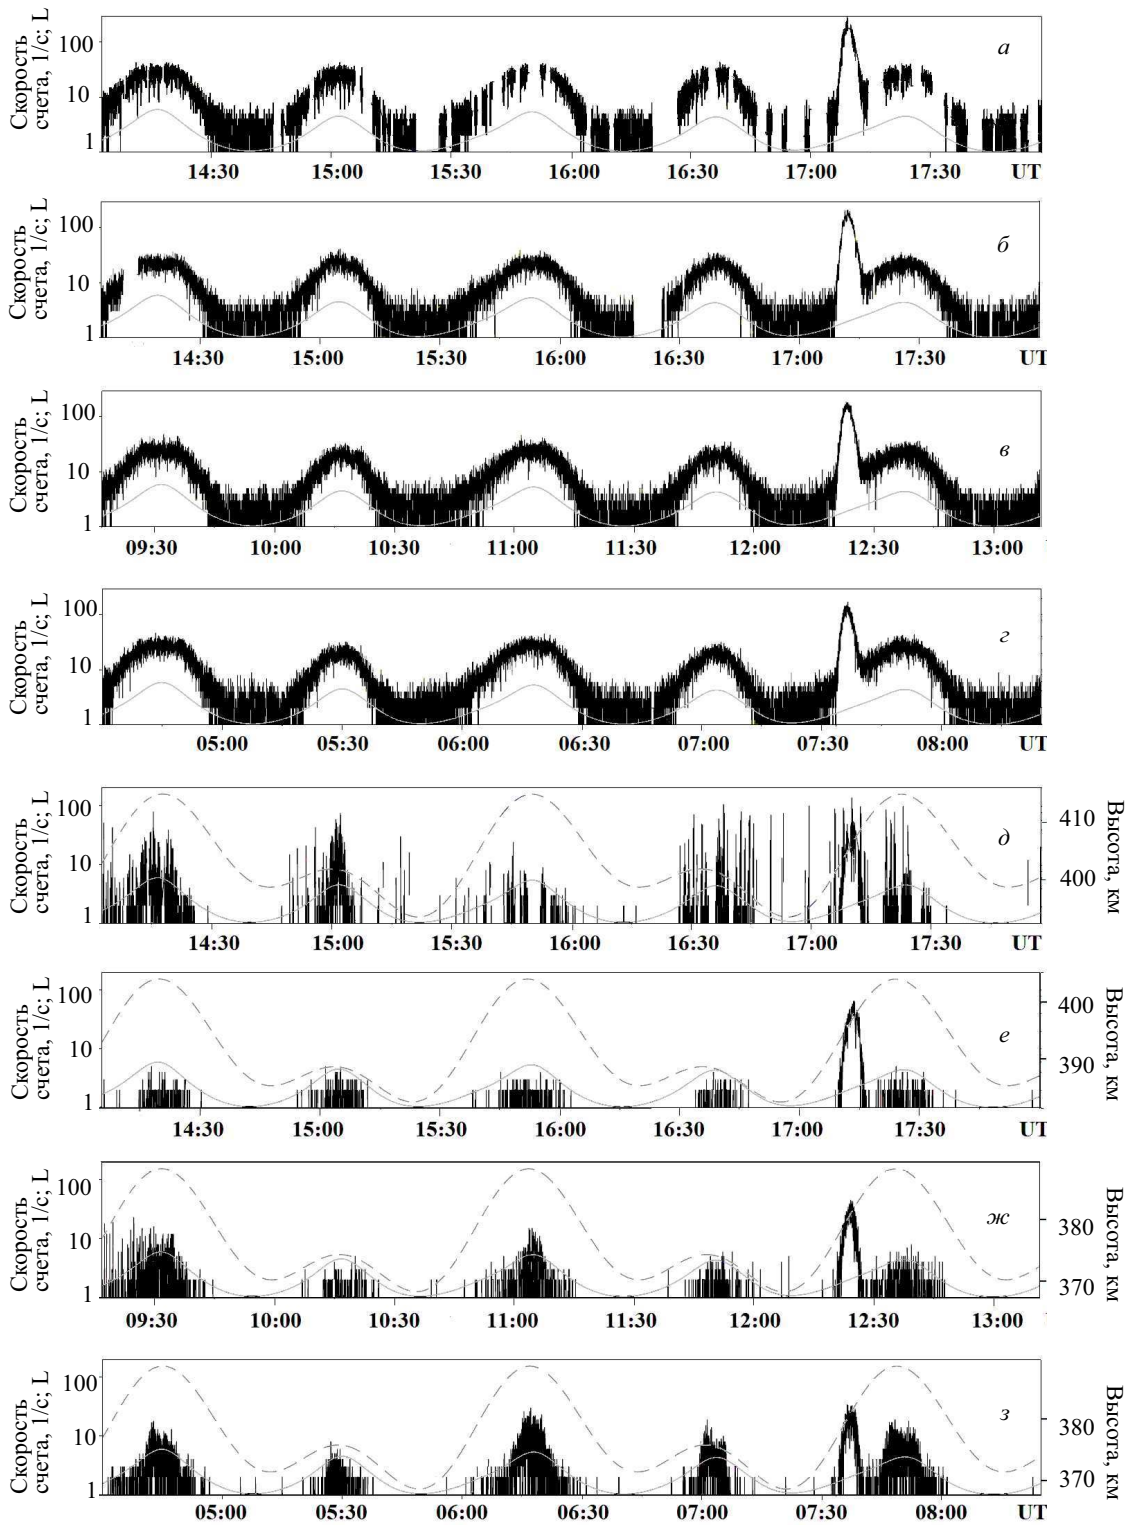 Скорость
счета, 1/с; L
100
10
1
а
14:30 15:00 15:30 16:00 16:30 17:00 17:30 UT
Скорость
счета, 1/с; L
100
10
1
б
14:30 15:00 15:30 16:00 16:30 17:00 17:30 UT
Скорость
счета, 1/с; L
100
10
1
в
09:30 10:00 10:30 11:00 11:30 12:00 12:30 13:00
Скорость
счета, 1/с; L
100
10
1
г
05:00 05:30 06:00 06:30 07:00 07:30 08:00 UT
Скорость
счета, 1/с; L
100
10
1
д
410
400
Высота, км
14:30 15:00 15:30 16:00 16:30 17:00 17:30 UT
Скорость
счета, 1/с; L
100
10
1
е
400
390
Высота, км
14:30 15:00 15:30 16:00 16:30 17:00 17:30 UT
Скорость
счета, 1/с; L
100
10
1
ж
380
370
Высота, км
09:30 10:00 10:30 11:00 11:30 12:00 12:30 13:00
Скорость
счета, 1/с; L
100
10
1
з
380
370
Высота, км
05:00 05:30 06:00 06:30 07:00 07:30 08:00 UT